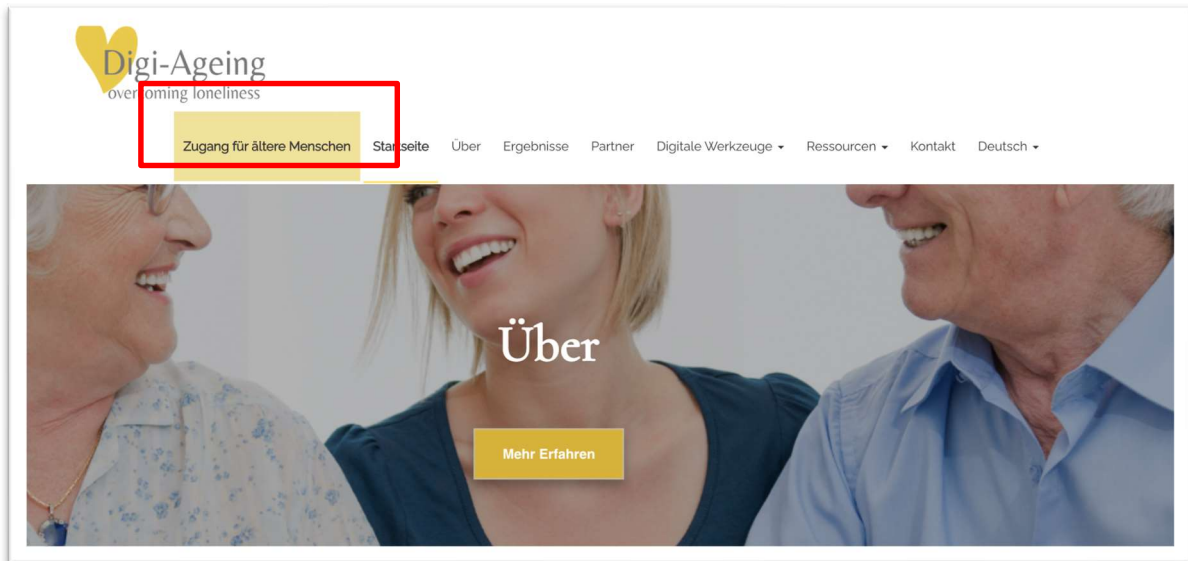 Digi-Ageing
overcoming loneliness
Zugang für ältere Menschen Startseite Über Ergebnisse Partner Digitale Werkzeuge Ressourcen Kontakt Deutsch
Über
Mehr Erfahren